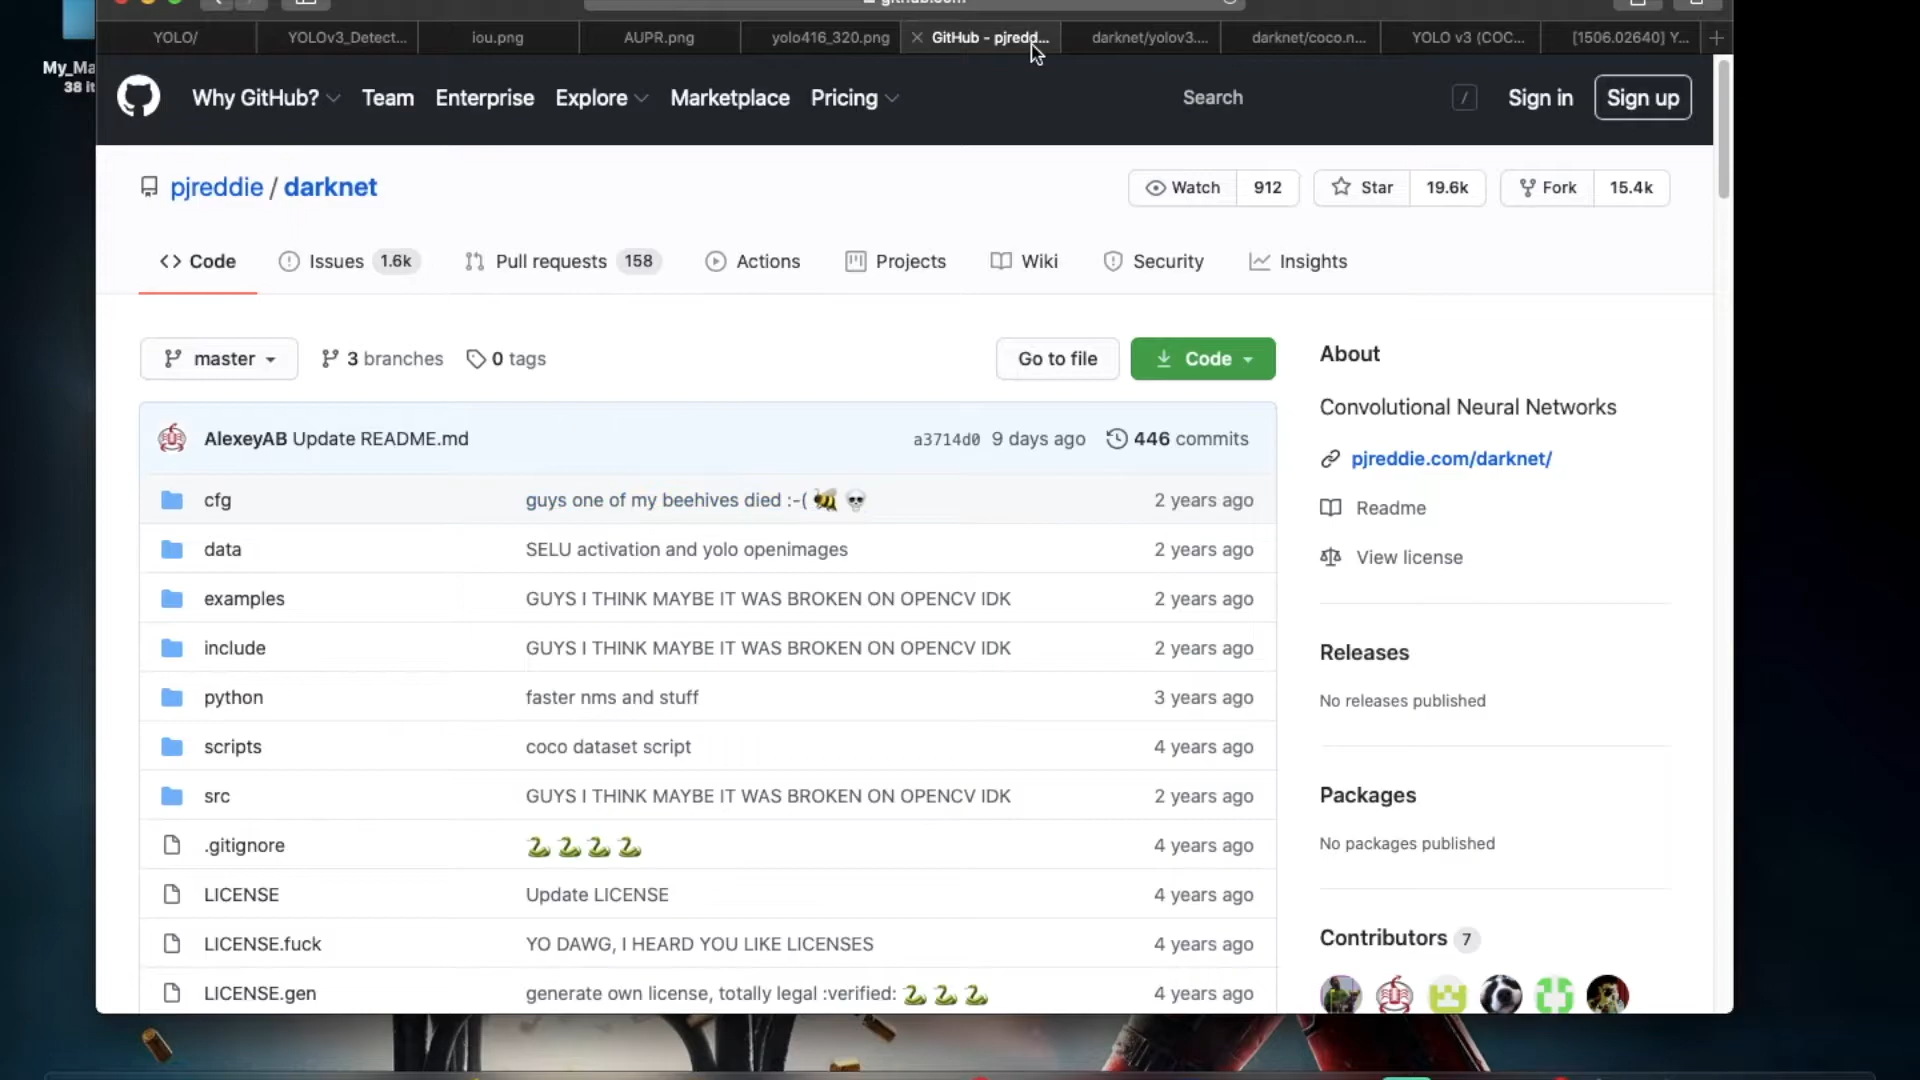 My_Ma
38 it
github.com
YOLO/
YOLOv3_Detect...
iou.png
AUPR.png
yolo416_320.png
GitHub - pjredd...
darknet/yolov3....
darknet/coco.n...
YOLO v3 (COC...
[1506.02640] Y...
Why GitHub?
Team
Enterprise
Explore
Marketplace
Pricing
Search
/
Sign in
Sign up
pjreddie / darknet
Watch 912
Star 19.6k
Fork 15.4k
Code
Issues 1.6k
Pull requests 158
Actions
Projects
Wiki
Security
Insights
master
3 branches
0 tags
Go to file
Code
AlexeyAB Update README.md a3714d0 9 days ago 446 commits
cfg guys one of my beehives died :-( 🐝 💀 2 years ago
data SELU activation and yolo openimages 2 years ago
examples GUYS I THINK MAYBE IT WAS BROKEN ON OPENCV IDK 2 years ago
include GUYS I THINK MAYBE IT WAS BROKEN ON OPENCV IDK 2 years ago
python faster nms and stuff 3 years ago
scripts coco dataset script 4 years ago
src GUYS I THINK MAYBE IT WAS BROKEN ON OPENCV IDK 2 years ago
.gitignore 🐍 🐍 🐍 🐍 4 years ago
LICENSE Update LICENSE 4 years ago
LICENSE.fuck YO DAWG, I HEARD YOU LIKE LICENSES 4 years ago
LICENSE.gen generate own license, totally legal :verified: 🐍 🐍 🐍 4 years ago
About
Convolutional Neural Networks
pjreddie.com/darknet/
Readme
View license
Releases
No releases published
Packages
No packages published
Contributors 7